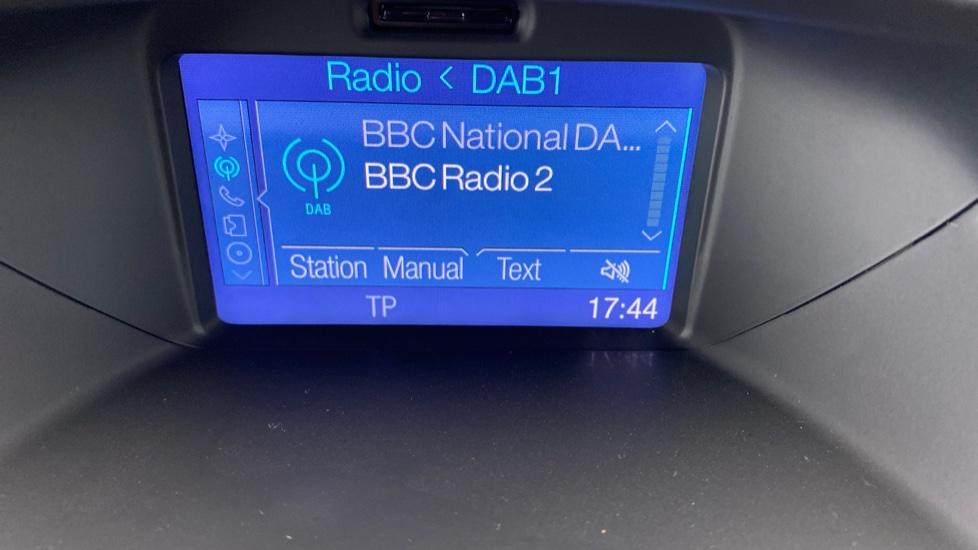 Radio < DAB1
BBC National DA...
BBC Radio 2
DAB
Station Manual Text
TP 17:44